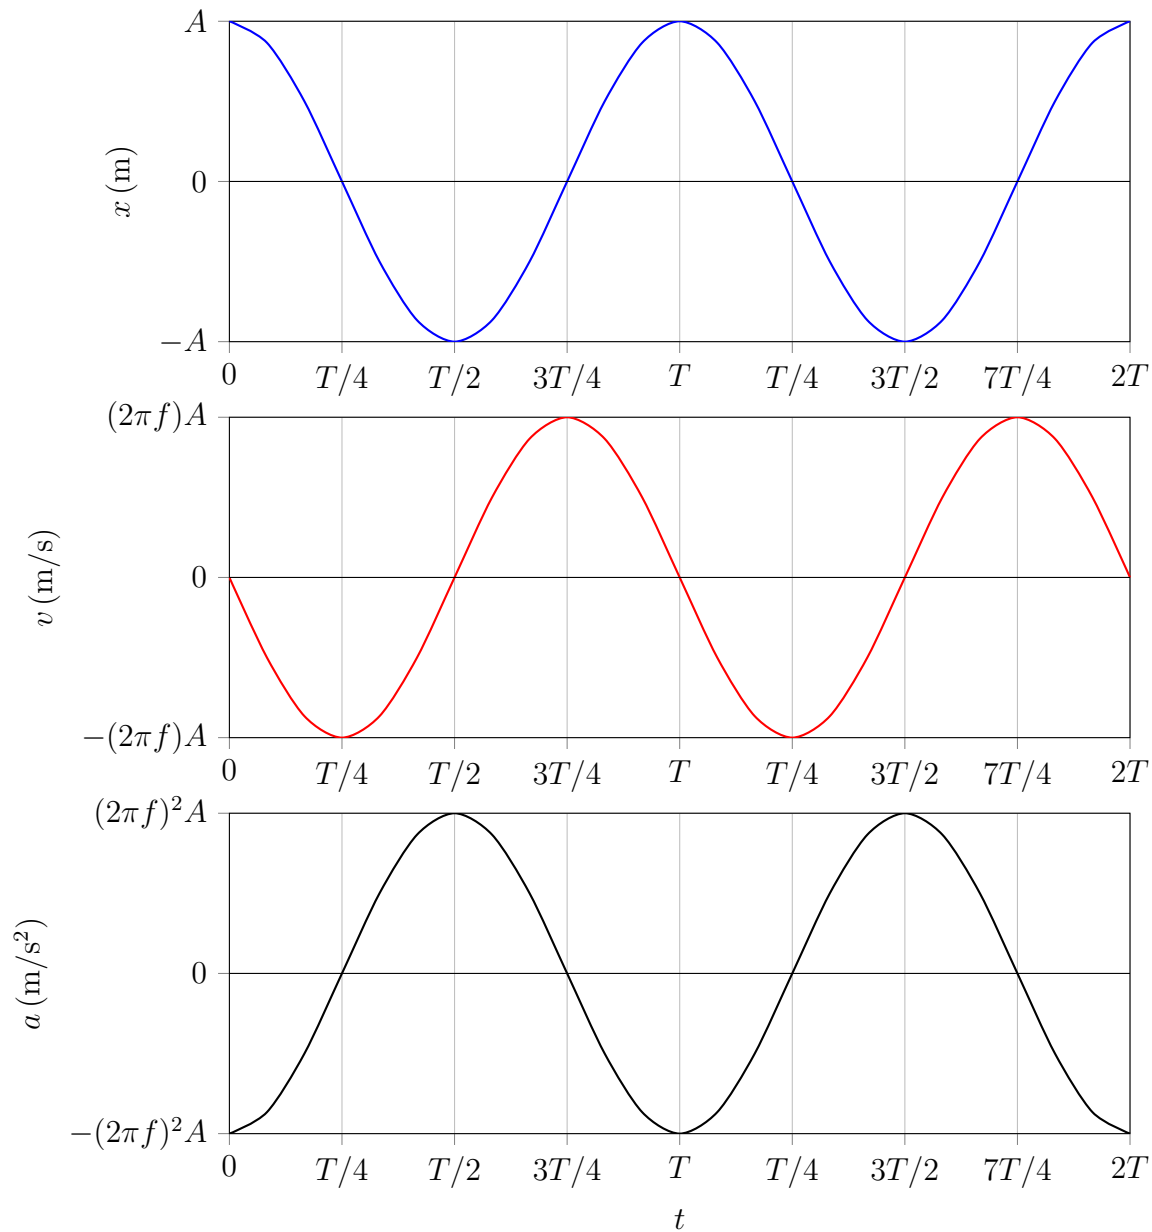 A
x (m)
0
−A
0 T/4 T/2 3T/4 T T/4 3T/2 7T/4 2T
(2πf)A
v (m/s)
0
−(2πf)A
0 T/4 T/2 3T/4 T T/4 3T/2 7T/4 2T
(2πf)²A
a (m/s²)
0
−(2πf)²A
0 T/4 T/2 3T/4 T T/4 3T/2 7T/4 2T
t